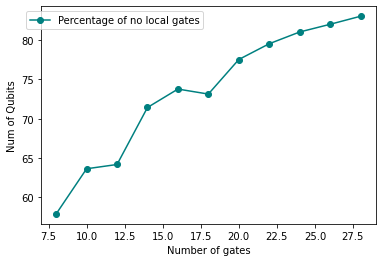 Percentage of no local gates
80
75
70
65
60
Num of Qubits
7.5 10.0 12.5 15.0 17.5 20.0 22.5 25.0 27.5
Number of gates